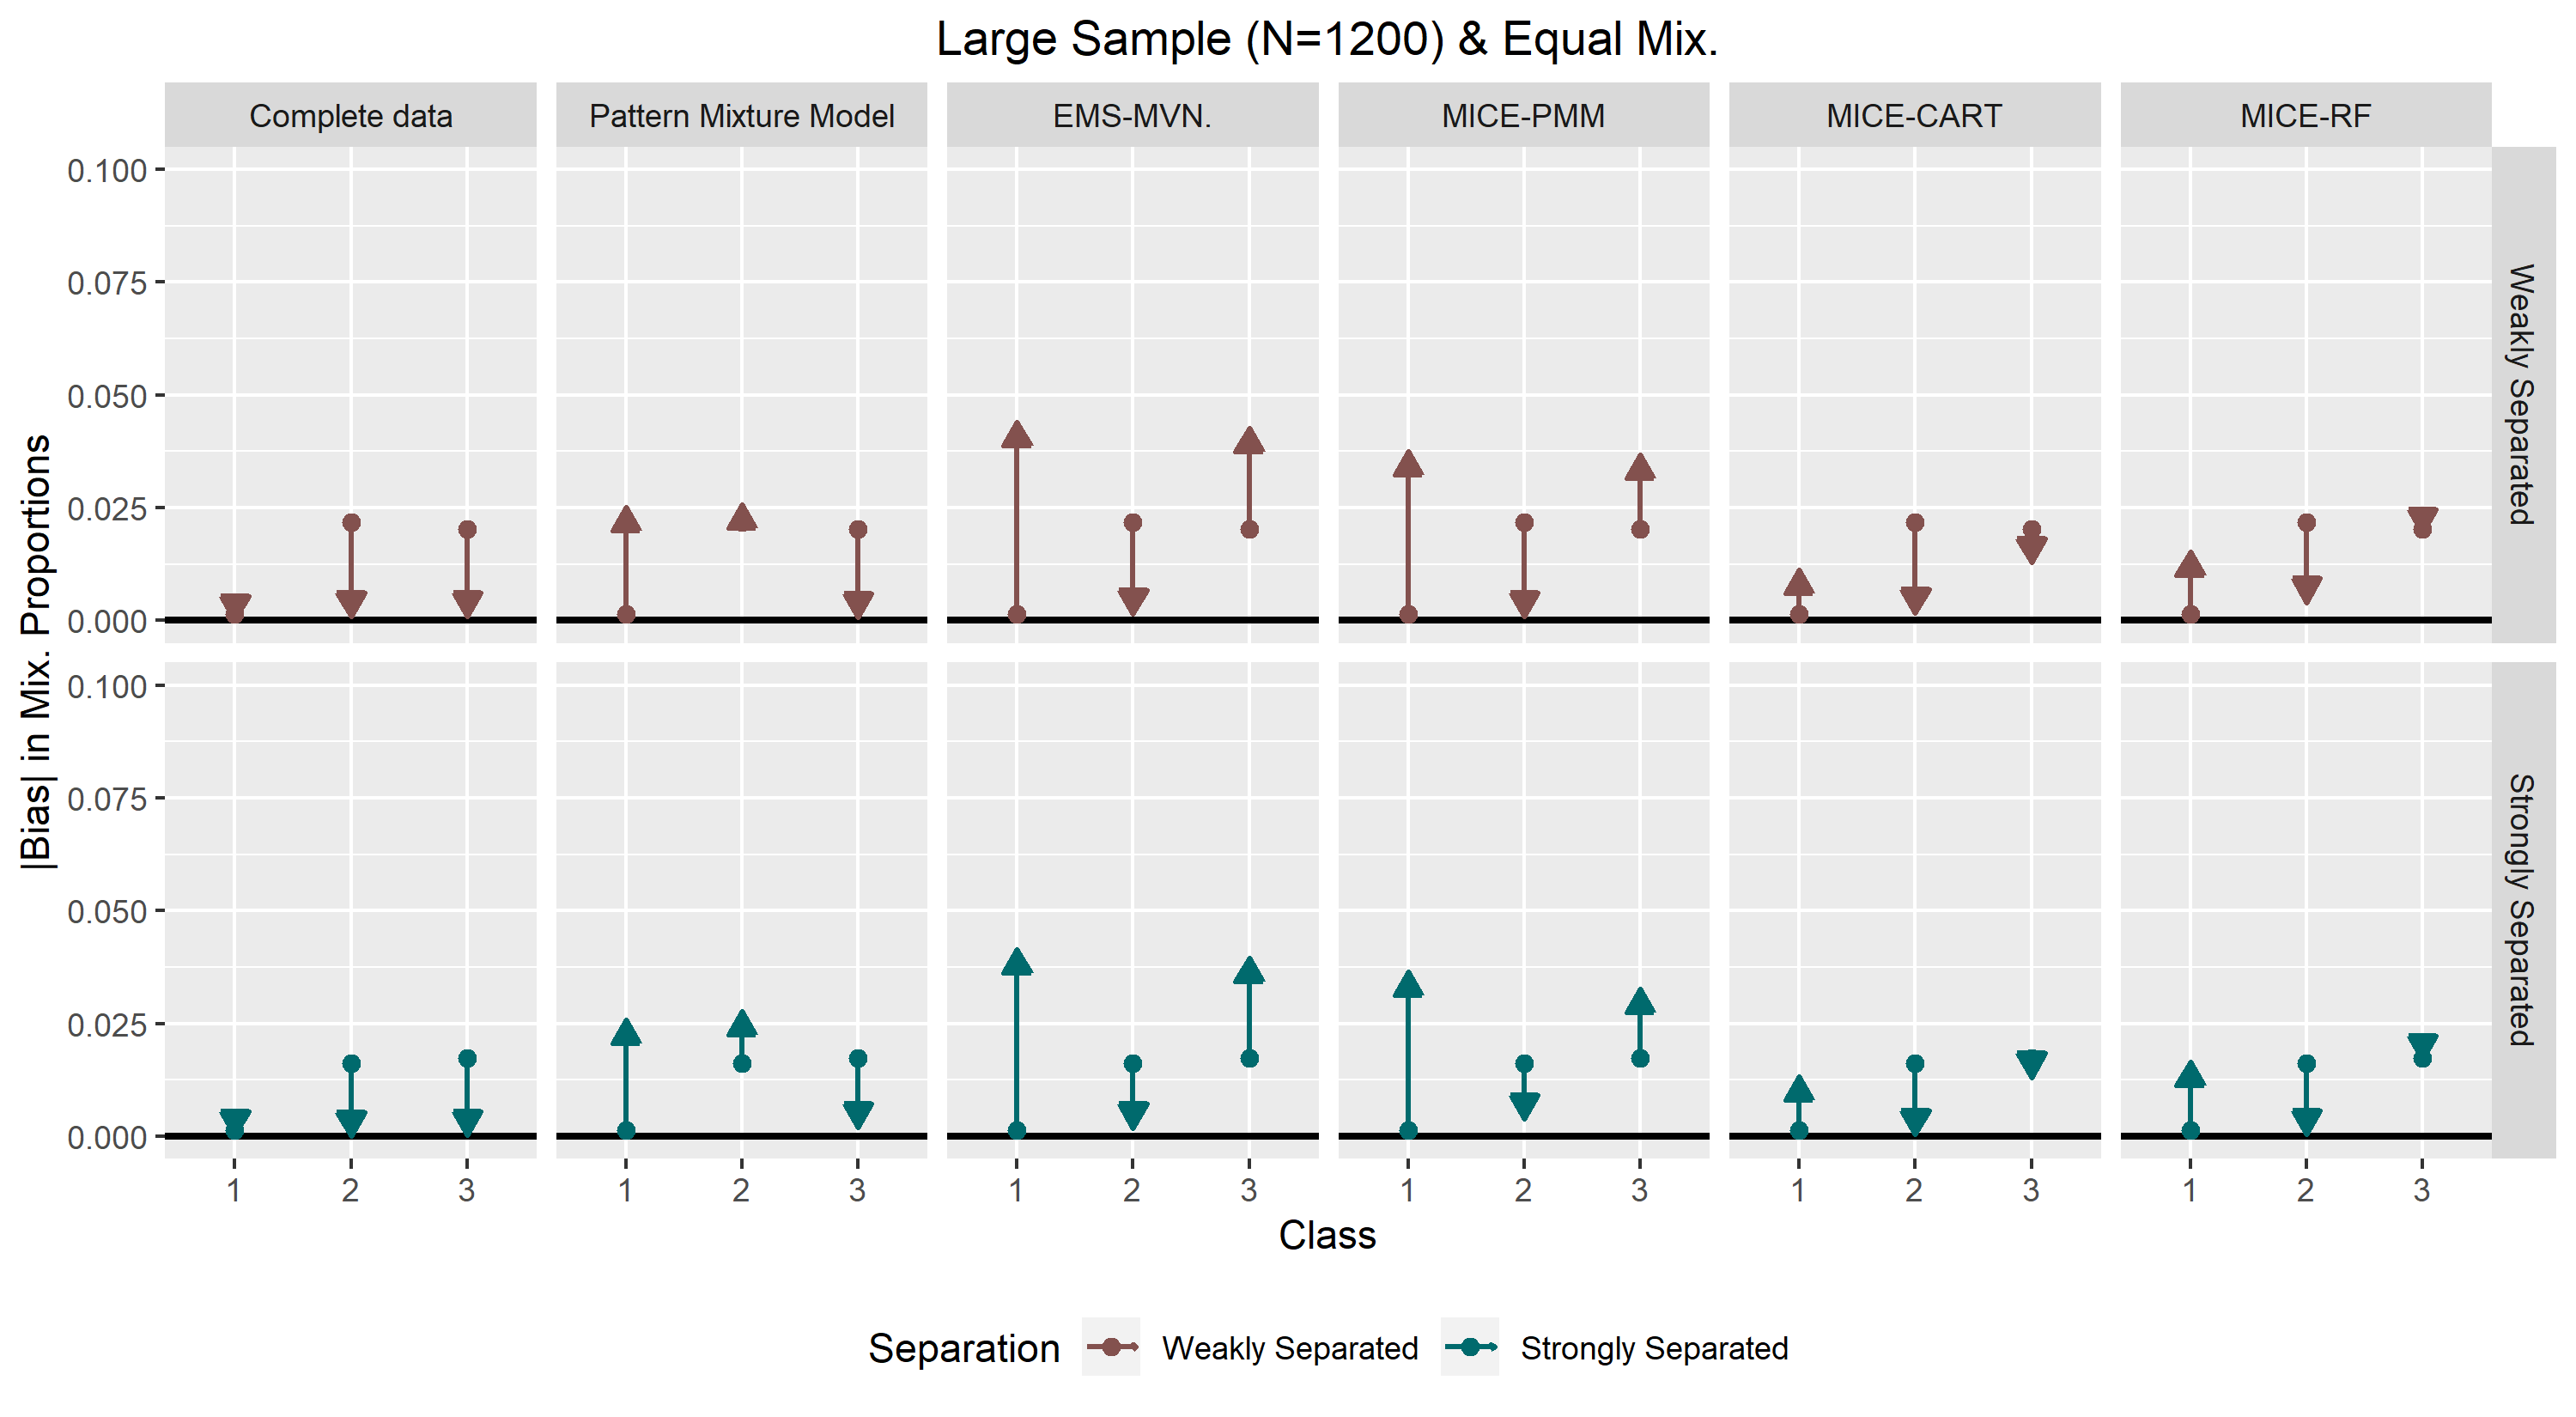 Large Sample (N=1200) & Equal Mix.
Complete data Pattern Mixture Model EMS-MVN. MICE-PMM MICE-CART MICE-RF
|Bias| in Mix. Proportions
0.100
0.075
0.050
0.025
0.000
Weakly Separated
0.100
0.075
0.050
0.025
0.000
Strongly Separated
1 2 3 1 2 3 1 2 3 1 2 3 1 2 3 1 2 3
Class
Separation Weakly Separated Strongly Separated